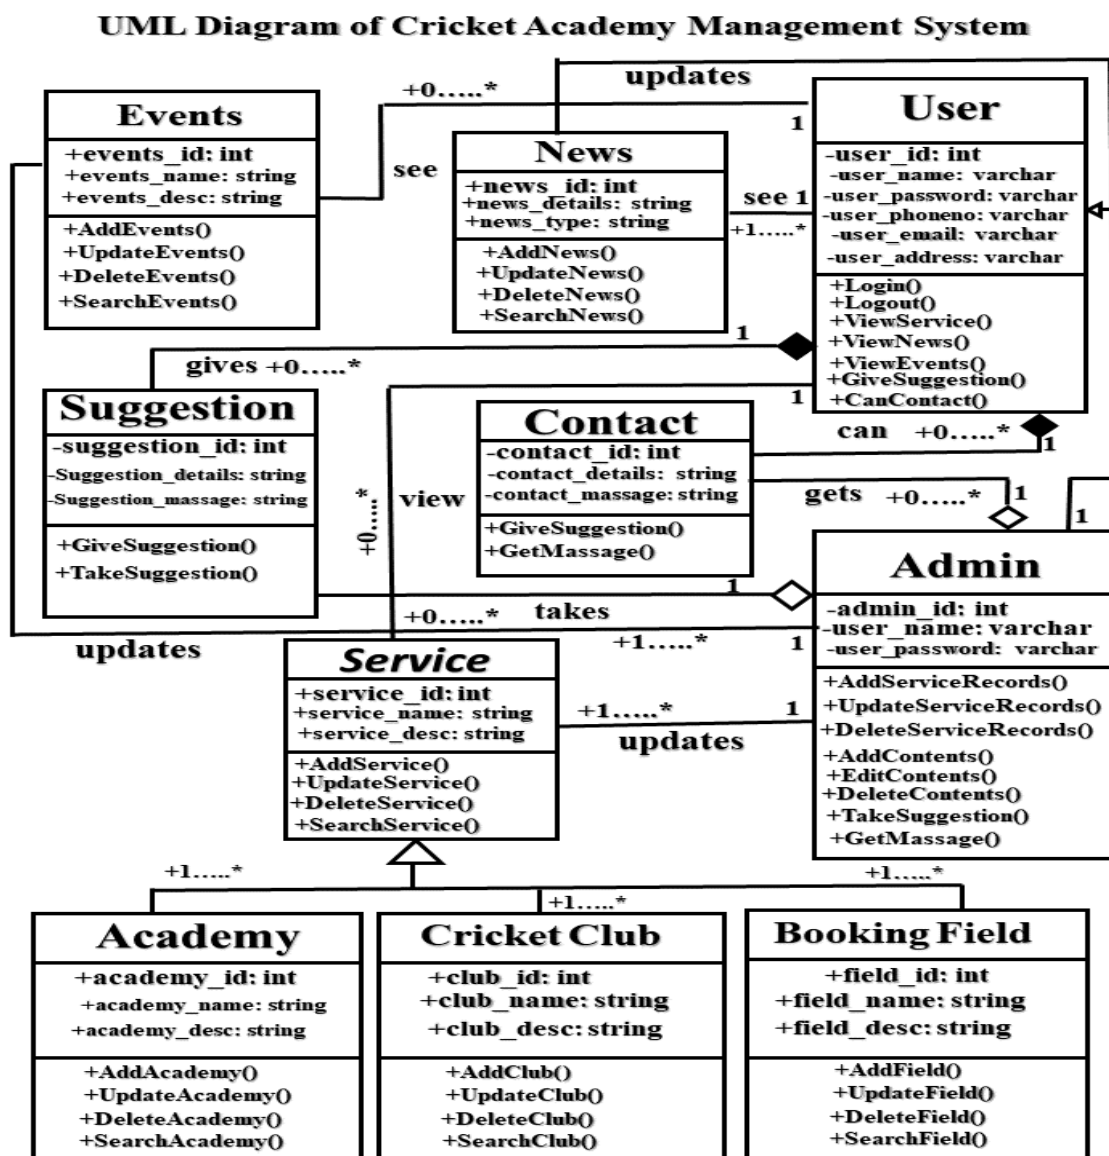 UML Diagram of Cricket Academy Management System
+0.....*
updates
Events
+events_id: int
+events_name: string
+events_desc: string
+AddEvents()
+UpdateEvents()
+DeleteEvents()
+SearchEvents()
see
News
+news_id: int
+news_details: string
+news_type: string
+AddNews()
+UpdateNews()
+DeleteNews()
+SearchNews()
1
see 1
+1.....*
User
-user_id: int
-user_name: varchar
-user_password: varchar
-user_phoneno: varchar
-user_email: varchar
-user_address: varchar
+Login()
+Logout()
+ViewService()
+ViewNews()
+ViewEvents()
+GiveSuggestion()
+CanContact()
1
gives +0.....*
1
Suggestion
-suggestion_id: int
-Suggestion_details: string
-Suggestion_massage: string
+GiveSuggestion()
+TakeSuggestion()
view
+0.....*
Contact
-contact_id: int
-contact_details: string
-contact_massage: string
+GiveSuggestion()
+GetMassage()
can +0.....*
1
gets +0.....*
1
1
1
takes
+0.....*
updates
+1.....*
1
Admin
-admin_id: int
-user_name: varchar
-user_password: varchar
+AddServiceRecords()
+UpdateServiceRecords()
+DeleteServiceRecords()
+AddContents()
+EditContents()
+DeleteContents()
+TakeSuggestion()
+GetMassage()
Service
+service_id: int
+service_name: string
+service_desc: string
+AddService()
+UpdateService()
+DeleteService()
+SearchService()
+1.....*
1
updates
+1.....*
+1.....*
+1.....*
Academy
+academy_id: int
+academy_name: string
+academy_desc: string
+AddAcademy()
+UpdateAcademy()
+DeleteAcademy()
+SearchAcademy()
Cricket Club
+club_id: int
+club_name: string
+club_desc: string
+AddClub()
+UpdateClub()
+DeleteClub()
+SearchClub()
Booking Field
+field_id: int
+field_name: string
+field_desc: string
+AddField()
+UpdateField()
+DeleteField()
+SearchField()